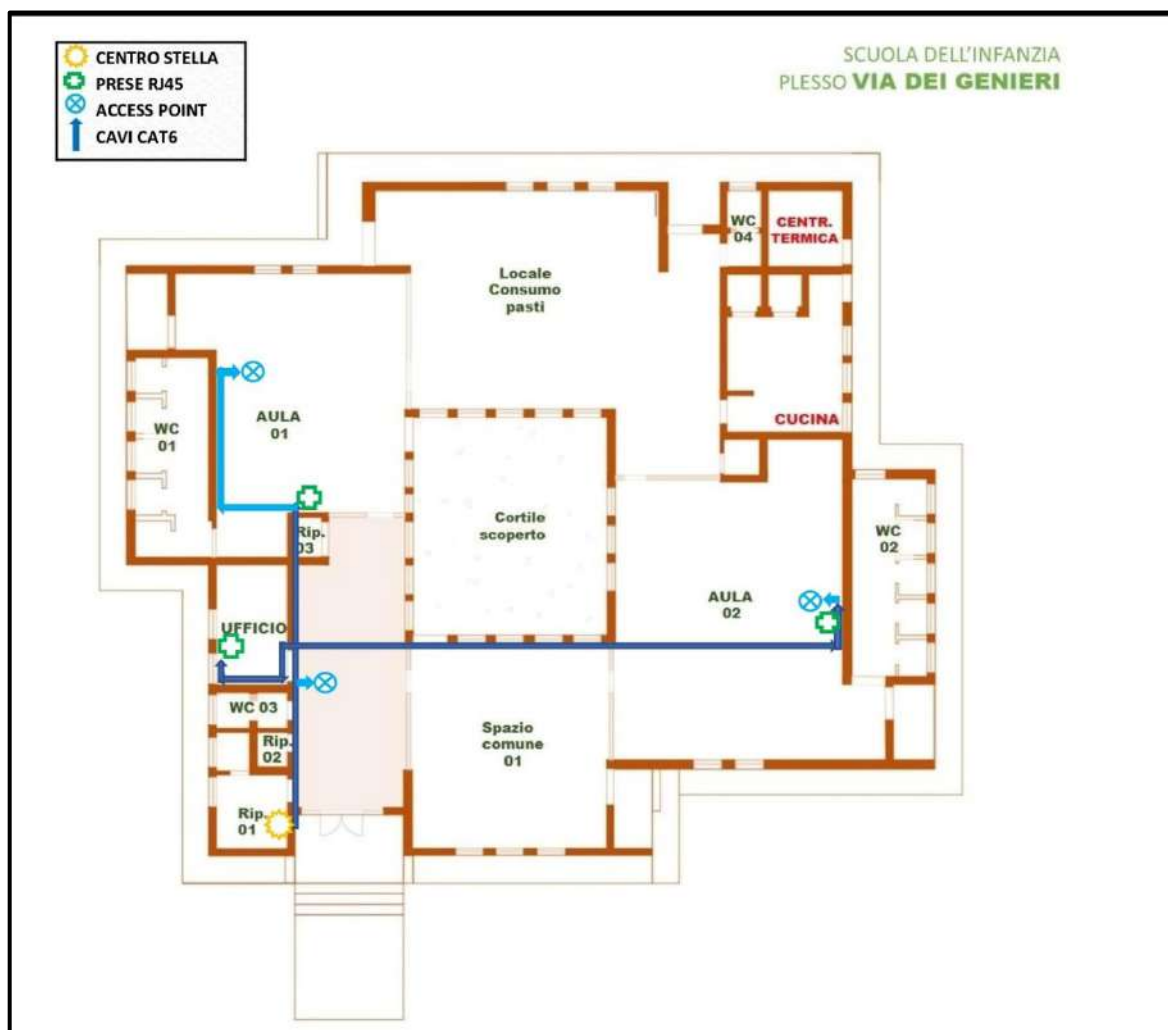 CENTRO STELLA
PRESE RJ45
ACCESS POINT
CAVI CAT6
SCUOLA DELL'INFANZIA
PLESSO VIA DEI GENIERI
WC
04
CENTR.
TERMICA
Locale
Consumo
pasti
AULA
01
WC
01
CUCINA
Rip.
03
Cortile
scoperto
WC
02
AULA
02
UFFICIO
WC 03
Rip.
02
Spazio
comune
01
Rip.
01